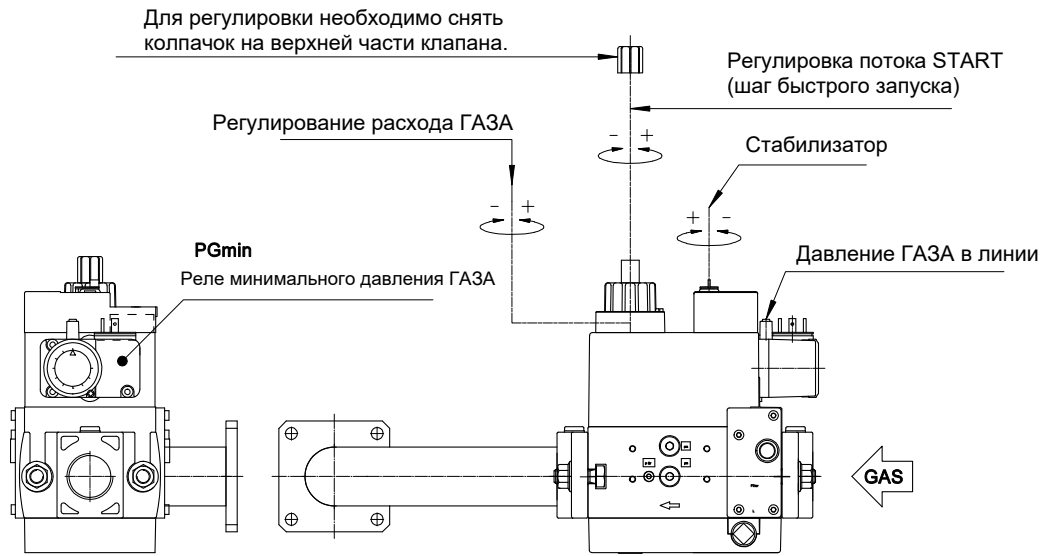 Для регулировки необходимо снять
колпачок на верхней части клапана.
Регулировка потока START
(шаг быстрого запуска)
Регулирование расхода ГАЗА
- +
Стабилизатор
- +
+ -
PGmin
Реле минимального давления ГАЗА
Давление ГАЗА в линии
GAS